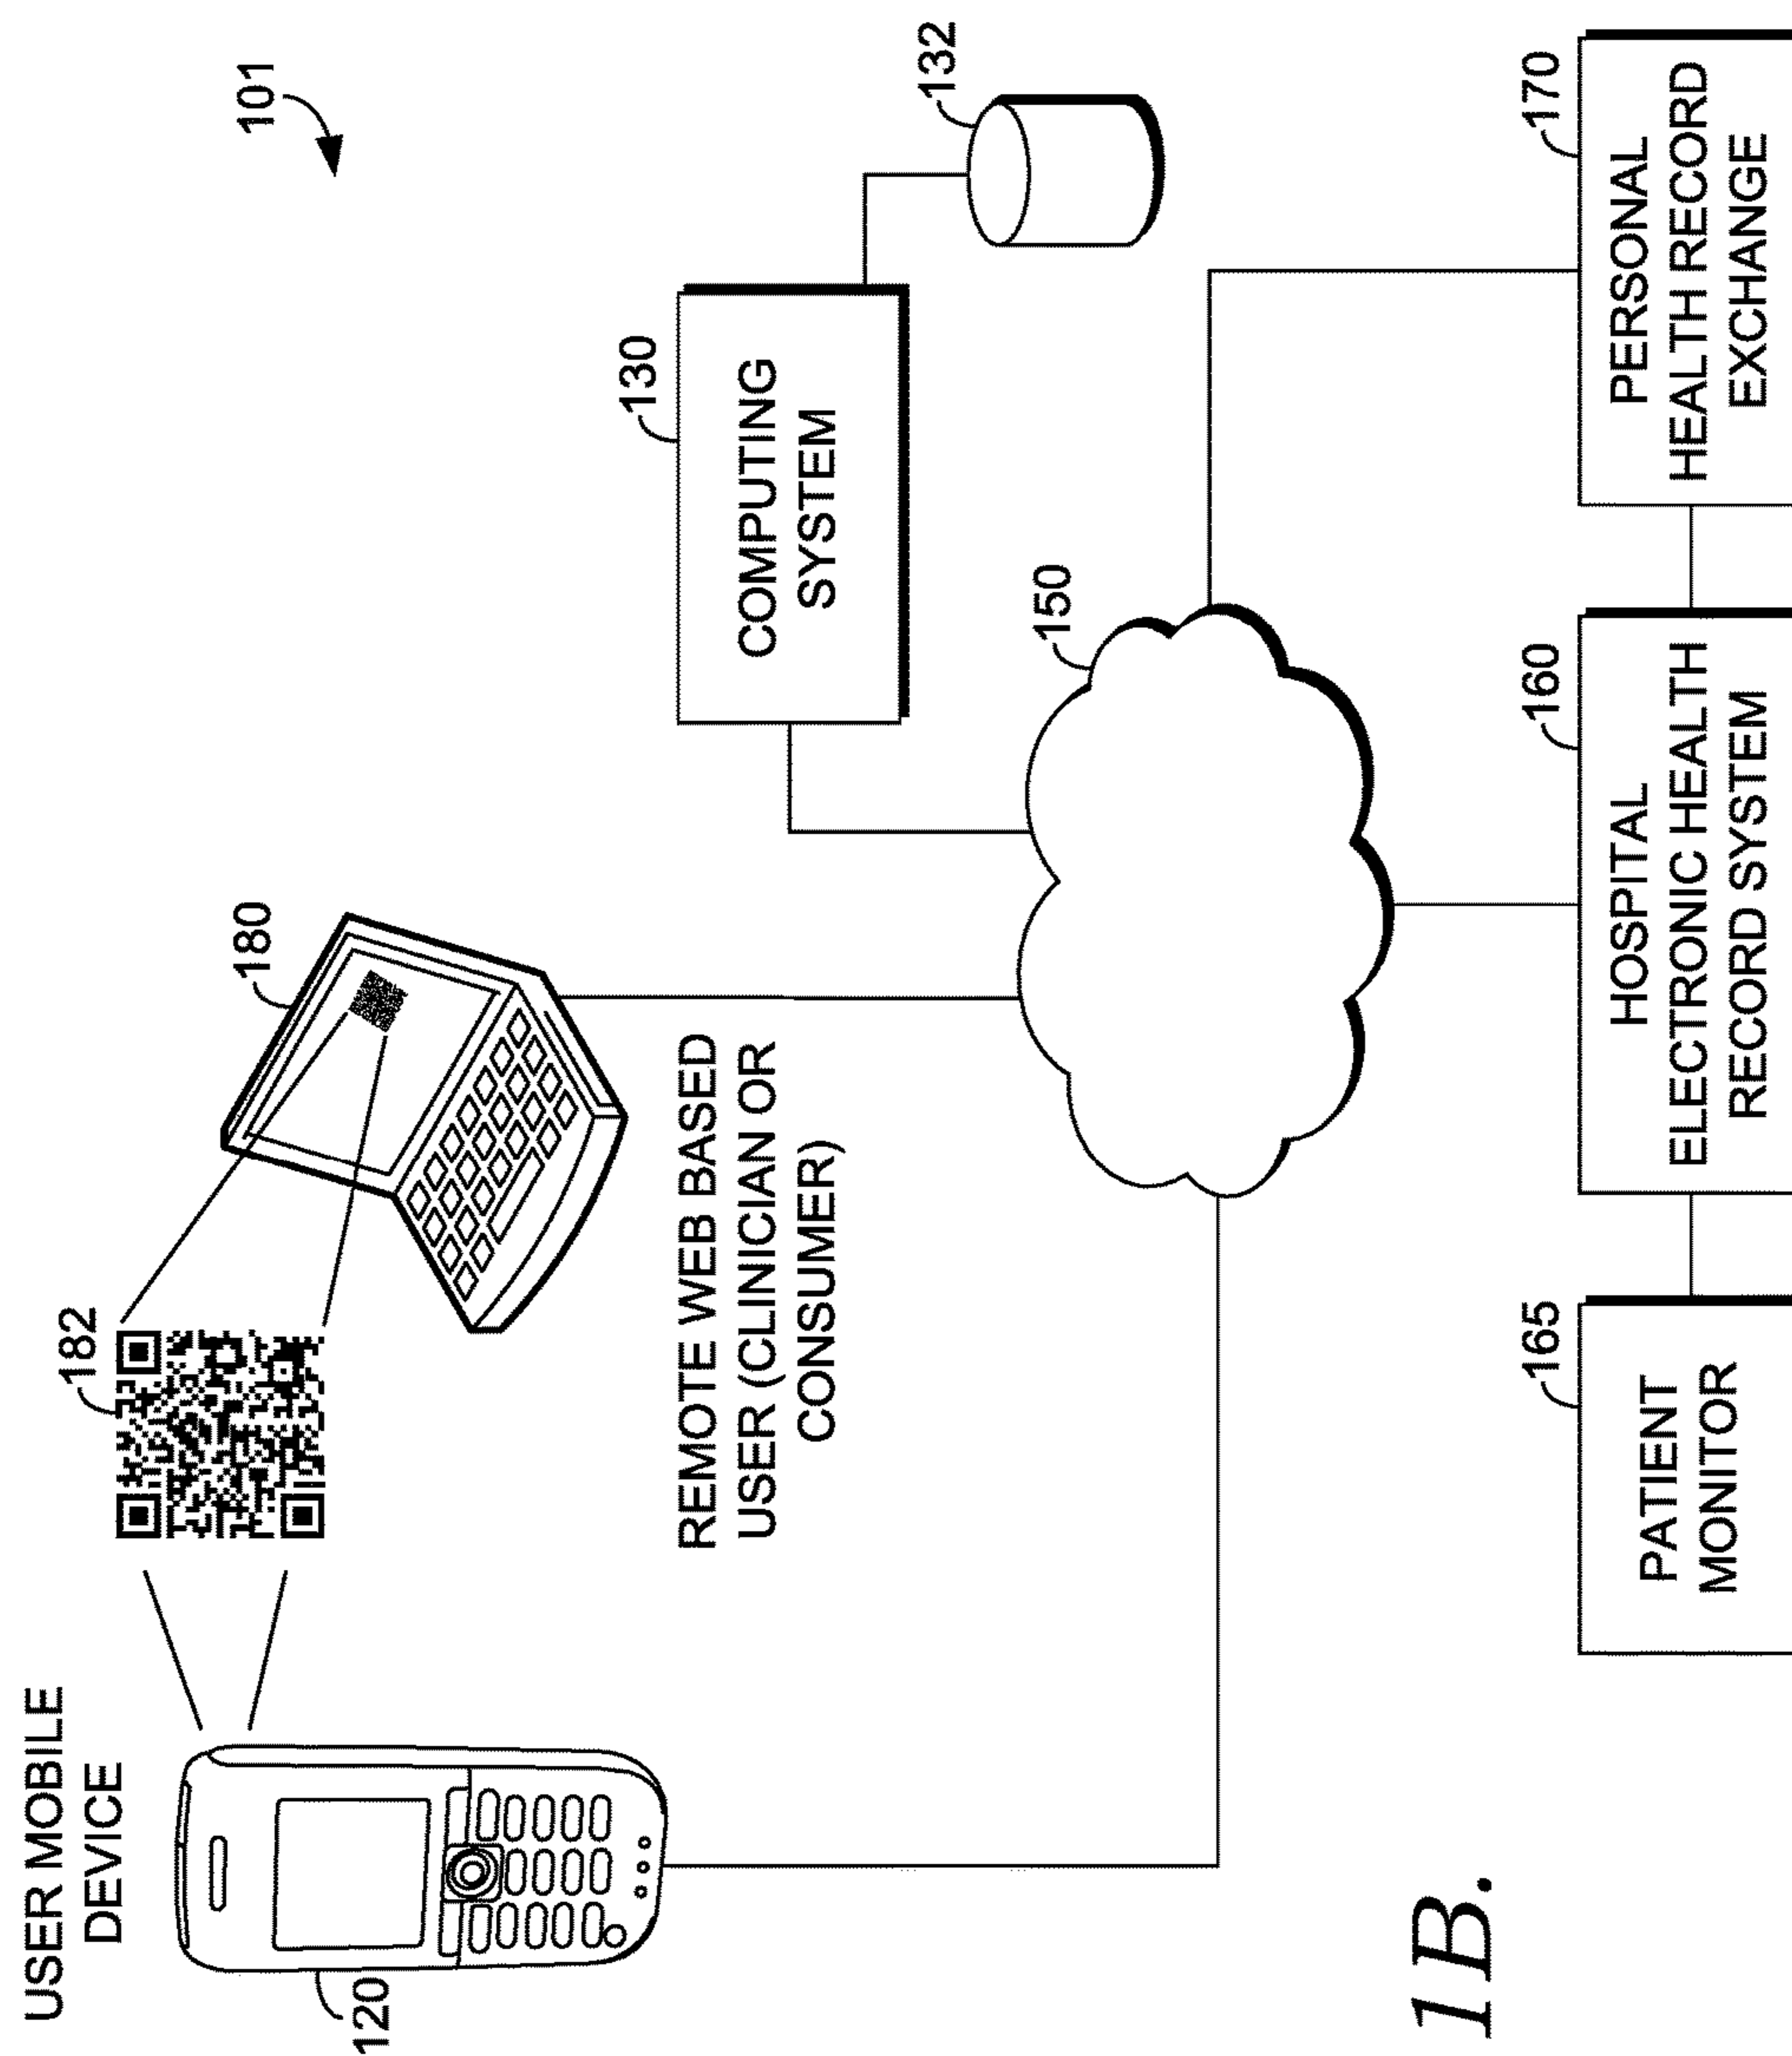 101
USER MOBILE
DEVICE
120
182
180
REMOTE WEB BASED
USER (CLINICIAN OR
CONSUMER)
130
COMPUTING
SYSTEM
132
150
165
PATIENT
MONITOR
160
HOSPITAL
ELECTRONIC HEALTH
RECORD SYSTEM
170
PERSONAL
HEALTH RECORD
EXCHANGE
1B.